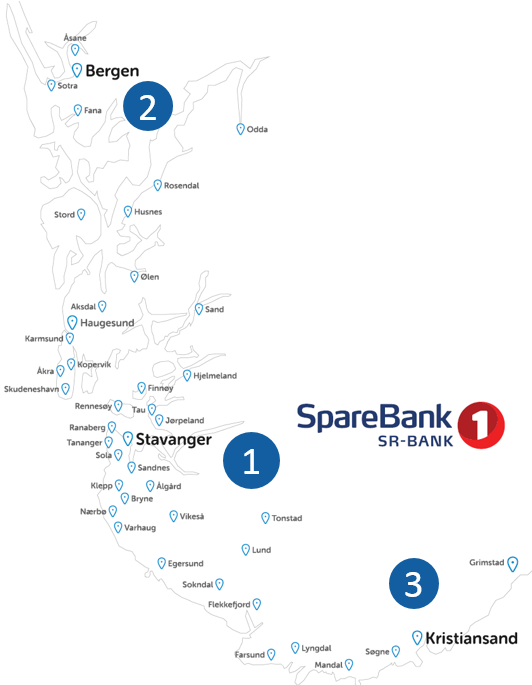 Åsane
Bergen
Sotra
2
Fana
Odda
Rosendal
Husnes
Stord
Ølen
Aksdal
Sand
Haugesund
Karmsund
Kopervik
Åkra
Hjelmeland
Skudeneshavn
Finnøy
Rennesøy
Tau
Jørpeland
SpareBank 1
SR-BANK
Ranaberg
Stavanger
Tananger
Sola
1
Sandnes
Klepp
Ålgård
Bryne
Nærbø
Vikeså
Tonstad
Varhaug
Lund
Egersund
Grimstad
Sokndal
3
Flekkefjord
Kristiansand
Lyngdal
Søgne
Farsund
Mandal